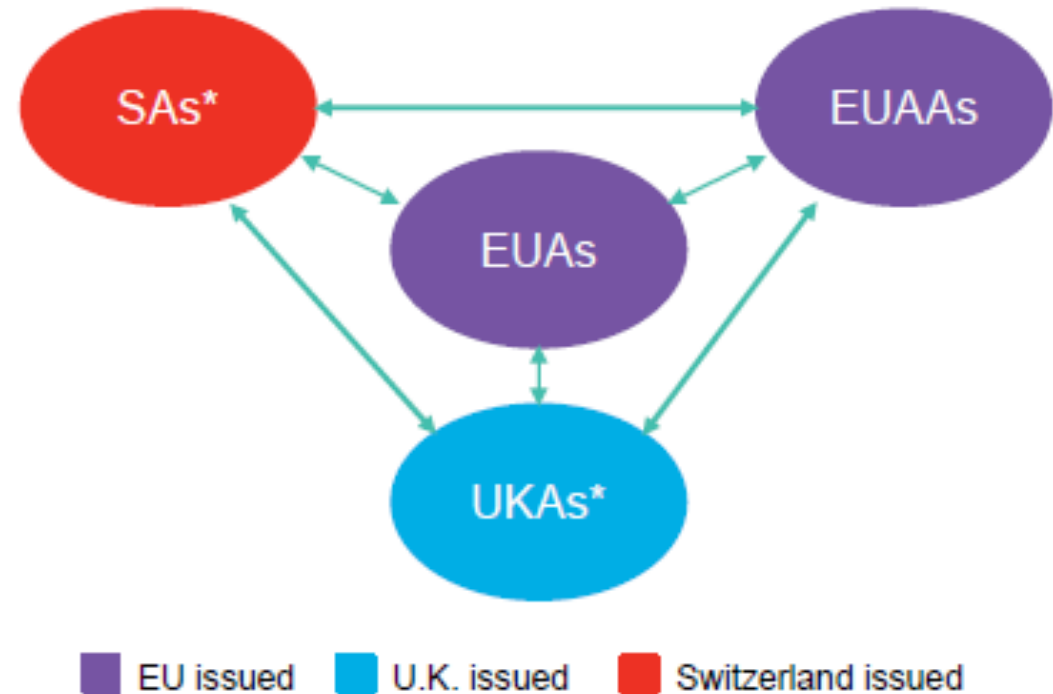 SAs*
EUAAs
EUAs
UKAs*
EU issued
U.K. issued
Switzerland issued